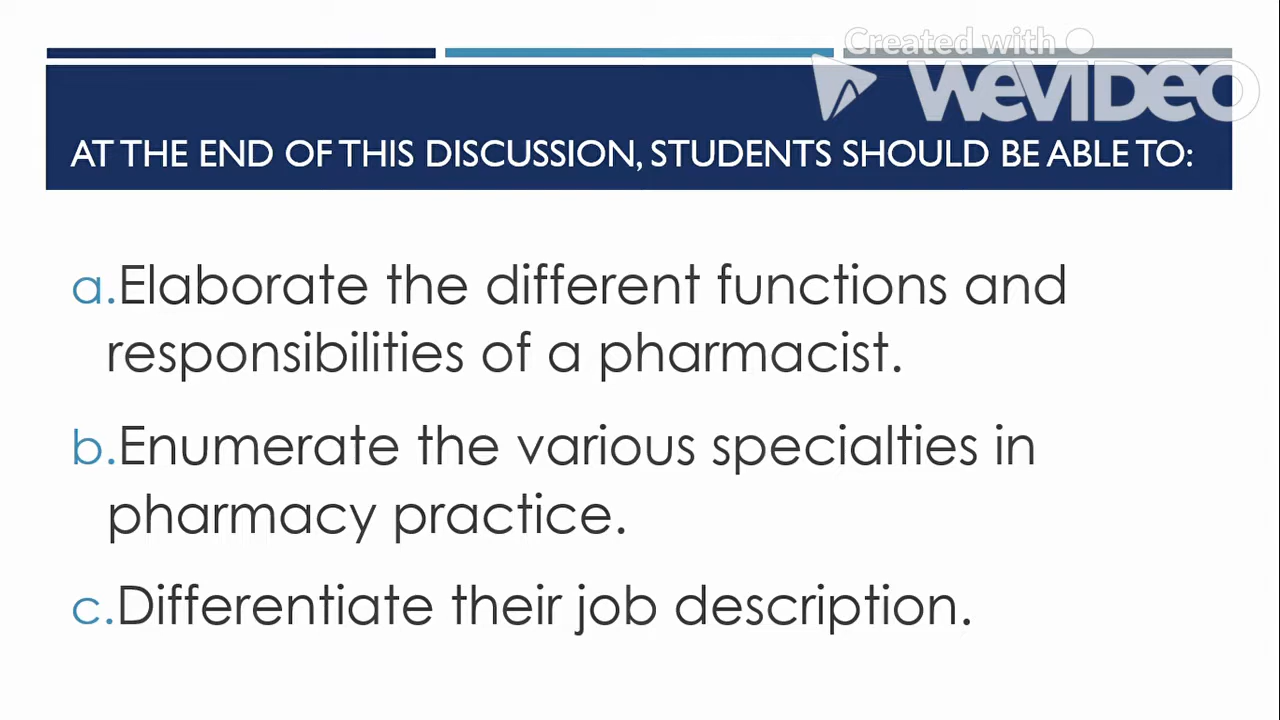 Created with
WEVIDEO
AT THE END OF THIS DISCUSSION, STUDENTS SHOULD BE ABLE TO:
a.Elaborate the different functions and
responsibilities of a pharmacist.
b.Enumerate the various specialties in
pharmacy practice.
c.Differentiate their job description.